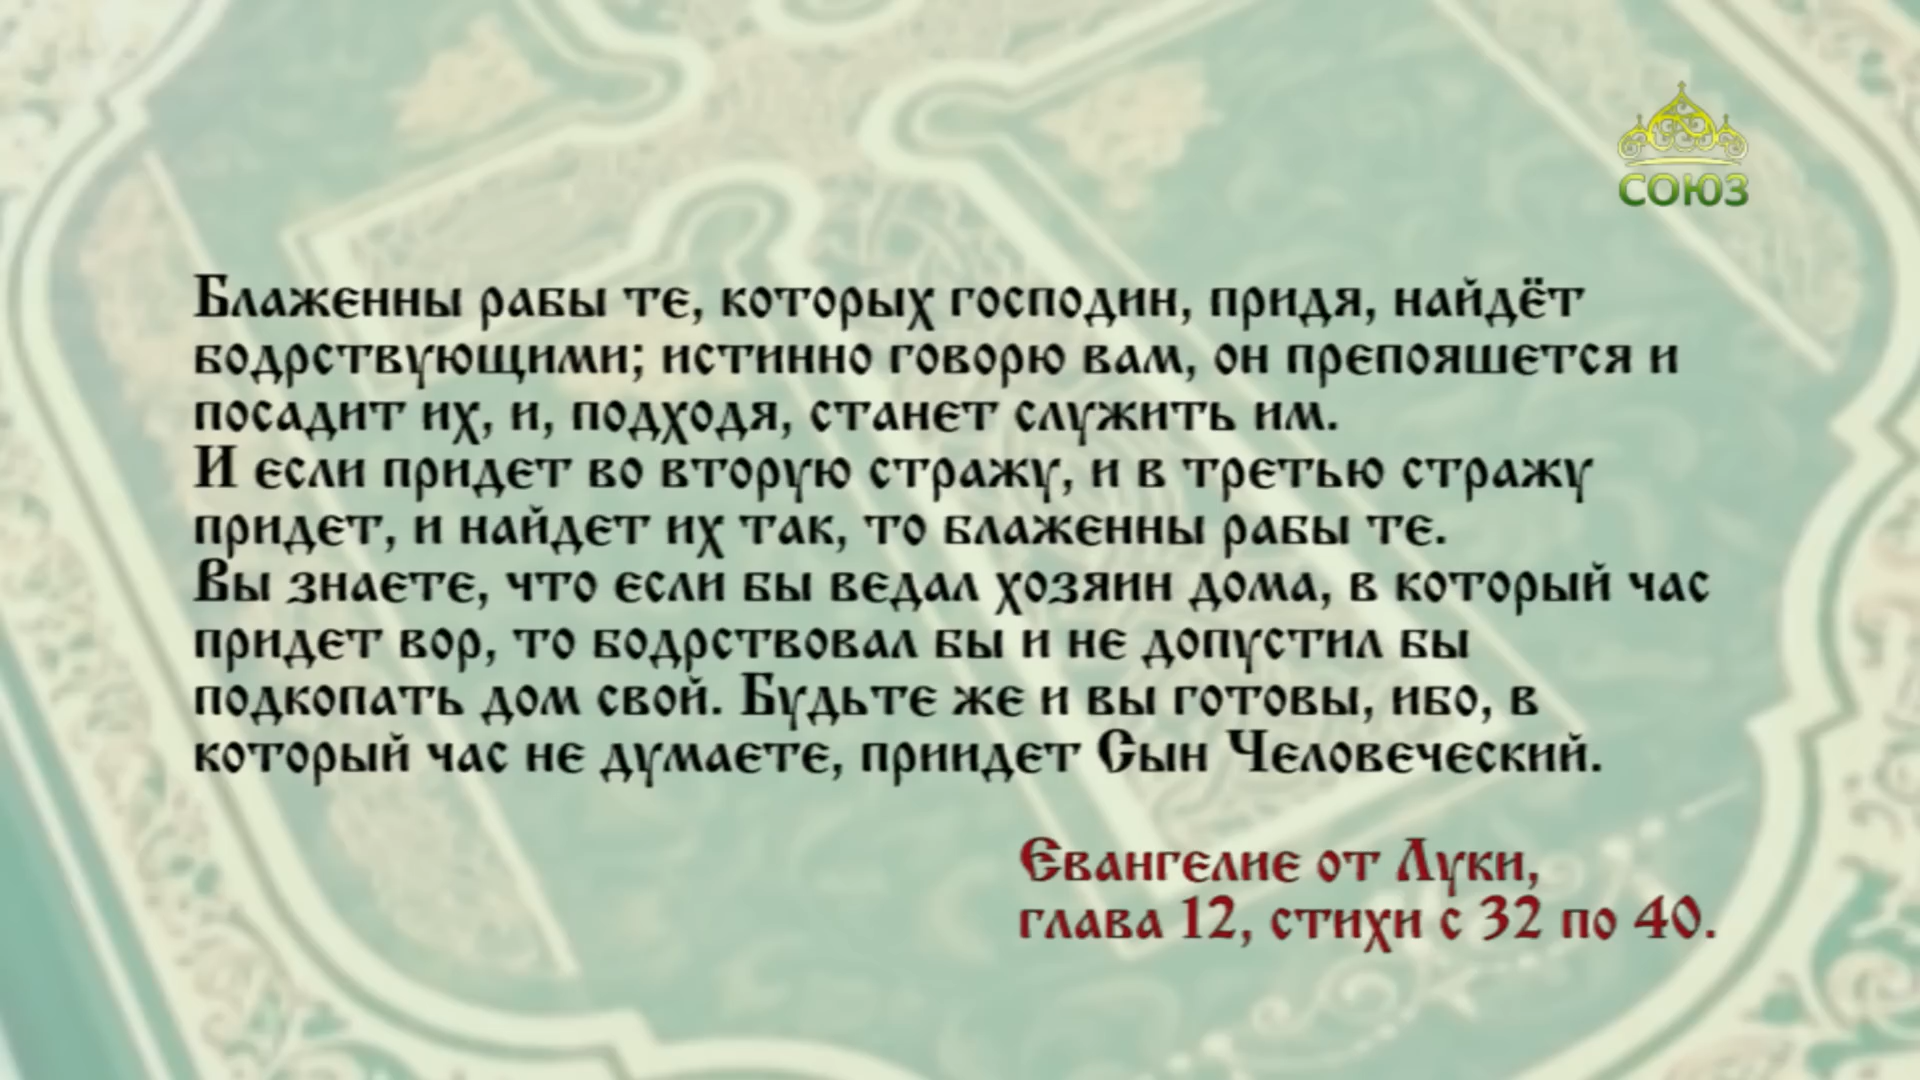 СОЮЗ
Блаженны рабы те, которых господин, придя, найдёт
бодрствующими; истинно говорю вам, он препояшется и
посадит их, и, подходя, станет служить им.
И если придет во вторую стражу, и в третью стражу
придет, и найдет их так, то блаженны рабы те.
Вы знаете, что если бы ведал хозяин дома, в который час
придет вор, то бодрствовал бы и не допустил бы
подкопать дом свой. Будьте же и вы готовы, ибо, в
который час не думаете, приидет Сын Человеческий.
Евангелие от Луки,
глава 12, стихи с 32 по 40.